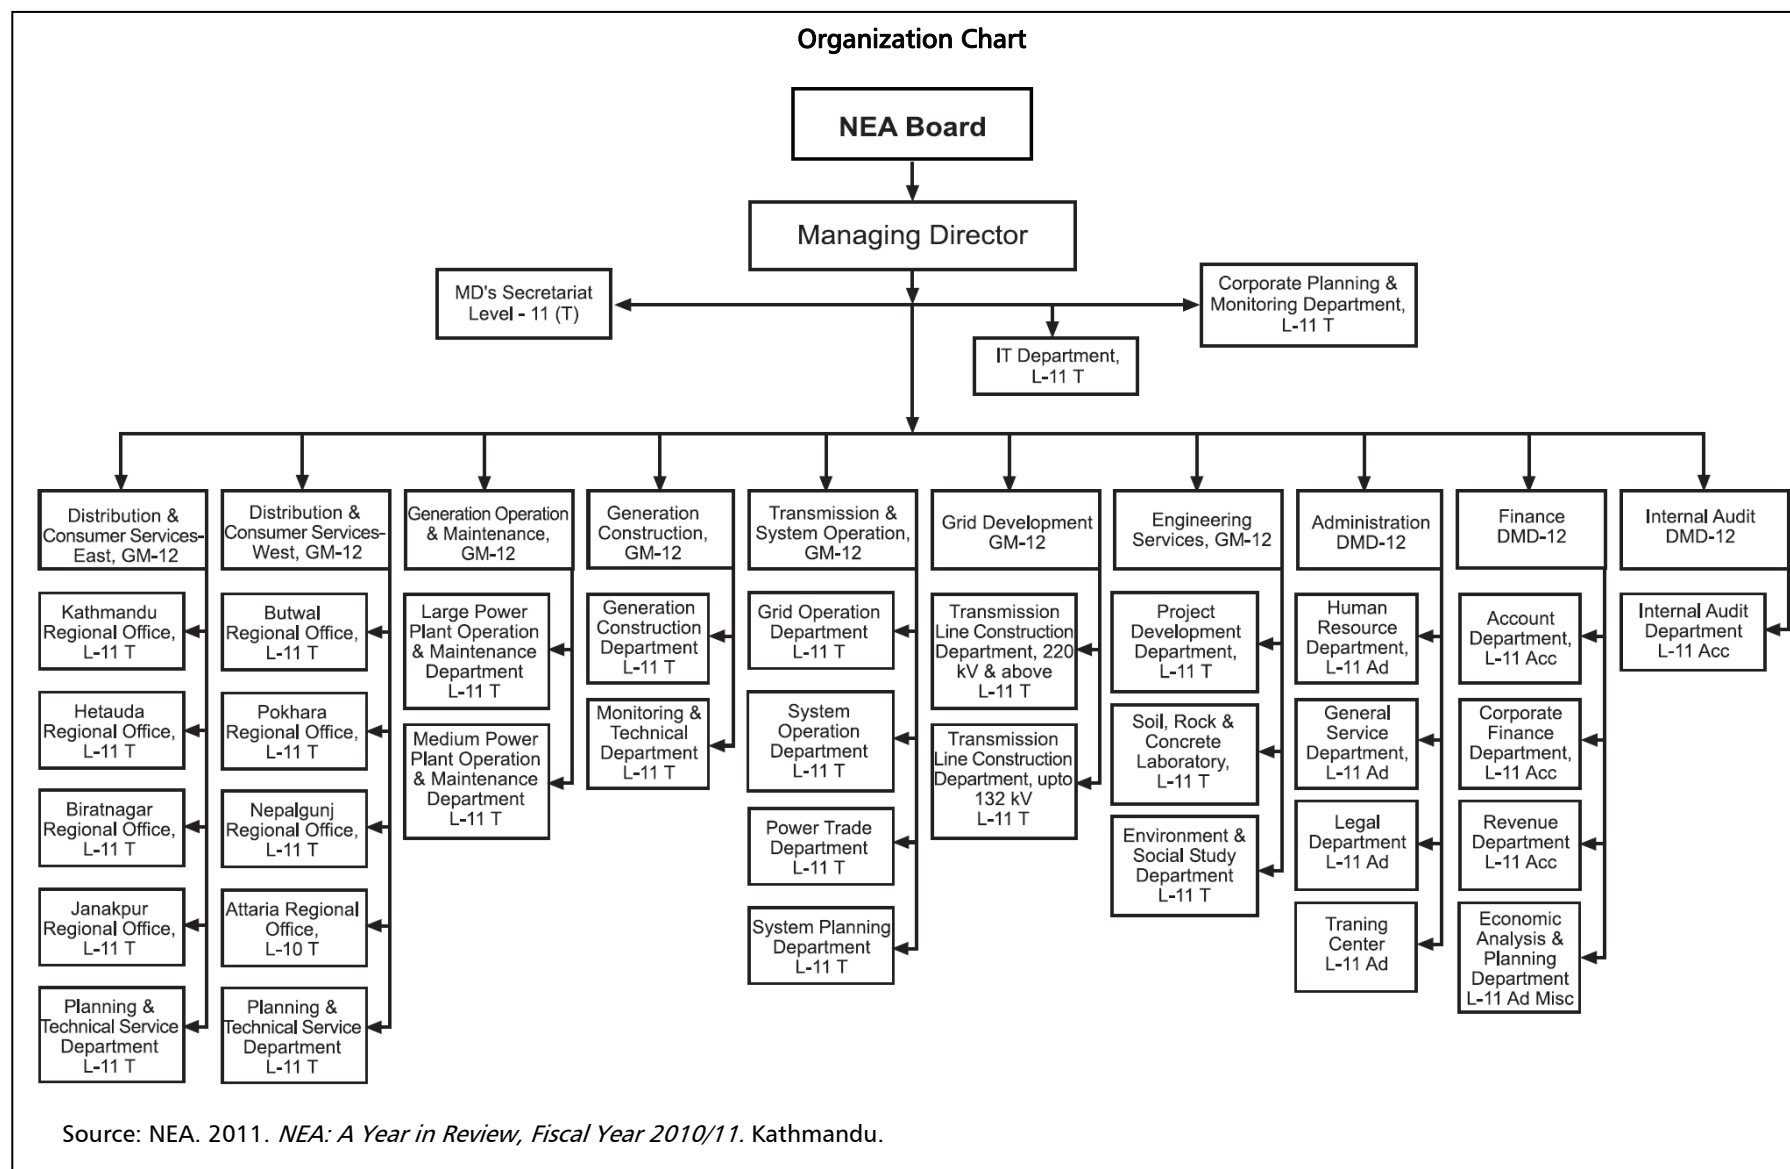 Organization Chart
NEA Board
Managing Director
MD's Secretariat
Level - 11 (T)
Corporate Planning &
Monitoring Department,
L-11 T
IT Department,
L-11 T
Distribution &
Consumer Services-
East, GM-12
Distribution &
Consumer Services-
West, GM-12
Generation Operation
& Maintenance, GM-12
Generation
Construction,
GM-12
Transmission &
System Operation,
GM-12
Grid Development
GM-12
Engineering
Services, GM-12
Administration
DMD-12
Finance
DMD-12
Internal Audit
DMD-12
Kathmandu
Regional Office,
L-11 T
Hetauda
Regional Office,
L-11 T
Biratnagar
Regional Office,
L-11 T
Janakpur
Regional Office,
L-11 T
Planning &
Technical Service
Department
L-11 T
Butwal
Regional Office,
L-11 T
Pokhara
Regional Office,
L-11 T
Nepalgunj
Regional Office,
L-11 T
Attaria Regional
Office,
L-10 T
Planning &
Technical Service
Department
L-11 T
Large Power
Plant Operation
& Maintenance
Department
L-11 T
Medium Power
Plant Operation
& Maintenance
Department
L-11 T
Generation
Construction
Department
L-11 T
Monitoring &
Technical
Department
L-11 T
Grid Operation
Department
L-11 T
System
Operation
Department
L-11 T
Power Trade
Department
L-11 T
System Planning
Department
L-11 T
Transmission
Line Construction
Department, 220
kV & above
L-11 T
Transmission
Line Construction
Department, upto
132 kV
L-11 T
Project
Development
Department,
L-11 T
Soil, Rock &
Concrete
Laboratory,
L-11 T
Environment &
Social Study
Department
L-11 T
Human
Resource
Department,
L-11 Ad
General
Service
Department,
L-11 Ad
Legal
Department
L-11 Ad
Traning
Center
L-11 Ad
Account
Department,
L-11 Acc
Corporate
Finance
Department,
L-11 Acc
Revenue
Department
L-11 Acc
Economic
Analysis &
Planning
Department
L-11 Ad Misc
Internal Audit
Department
L-11 Acc
Source: NEA. 2011. NEA: A Year in Review, Fiscal Year 2010/11. Kathmandu.